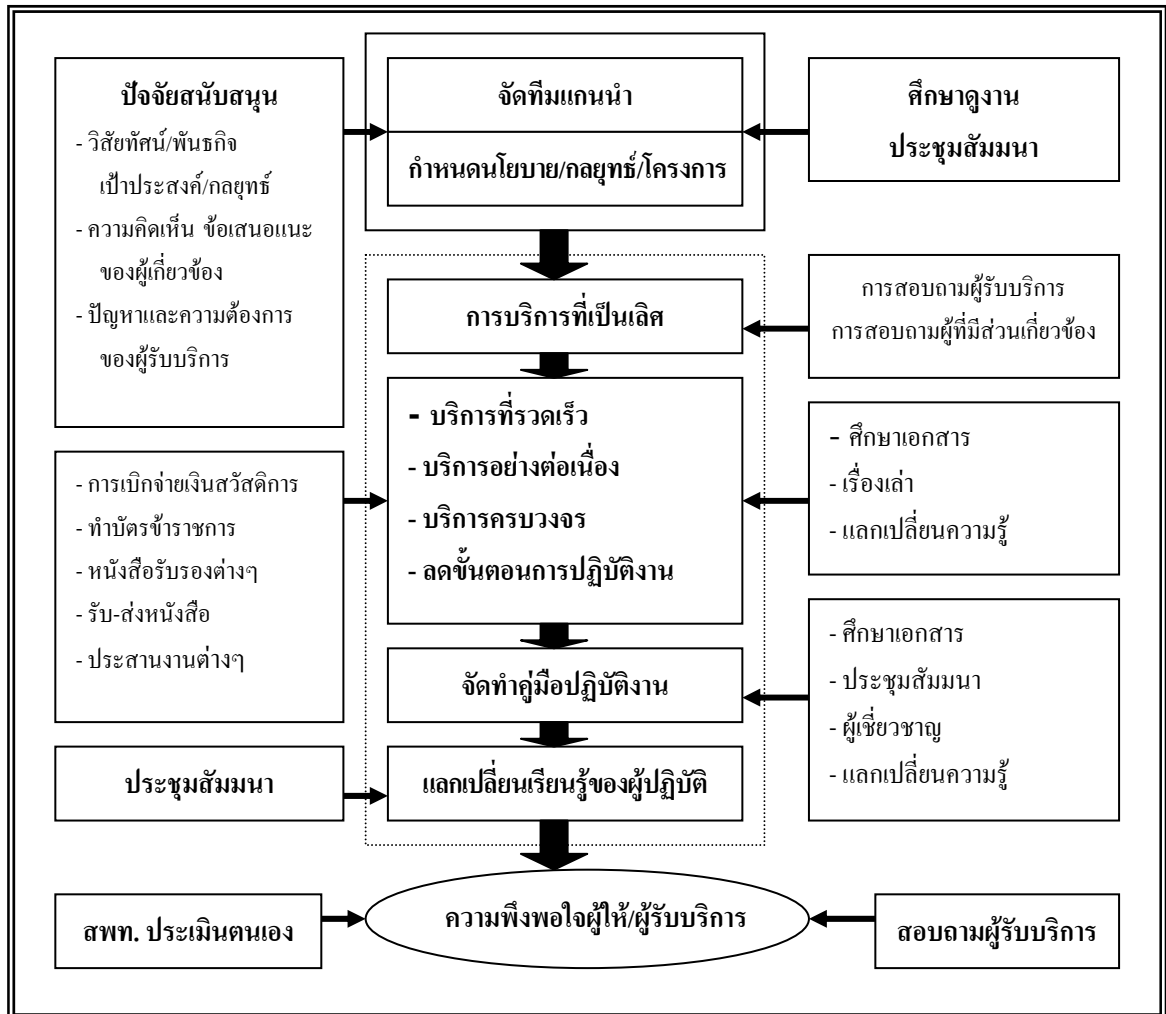 ปัจจัยสนับสนุน
- วิสัยทัศน์/พันธกิจ
เป้าประสงค์/กลยุทธ์
- ความคิดเห็น ข้อเสนอแนะ
ของผู้เกี่ยวข้อง
- ปัญหาและความต้องการ
ของผู้รับบริการ
จัดทีมแกนนำ
กำหนดนโยบาย/กลยุทธ์/โครงการ
ศึกษาดูงาน
ประชุมสัมมนา
การบริการที่เป็นเลิศ
การสอบถามผู้รับบริการ
การสอบถามผู้ที่มีส่วนเกี่ยวข้อง
- การเบิกจ่ายเงินสวัสดิการ
- ทำบัตรข้าราชการ
- หนังสือรับรองต่างๆ
- รับ-ส่งหนังสือ
- ประสานงานต่างๆ
- บริการที่รวดเร็ว
- บริการอย่างต่อเนื่อง
- บริการครบวงจร
- ลดขั้นตอนการปฏิบัติงาน
- ศึกษาเอกสาร
- เรื่องเล่า
- แลกเปลี่ยนความรู้
จัดทำคู่มือปฏิบัติงาน
- ศึกษาเอกสาร
- ประชุมสัมมนา
- ผู้เชี่ยวชาญ
- แลกเปลี่ยนความรู้
ประชุมสัมมนา
แลกเปลี่ยนเรียนรู้ของผู้ปฏิบัติ
สพท. ประเมินตนเอง
ความพึงพอใจผู้ให้/ผู้รับบริการ
สอบถามผู้รับบริการ